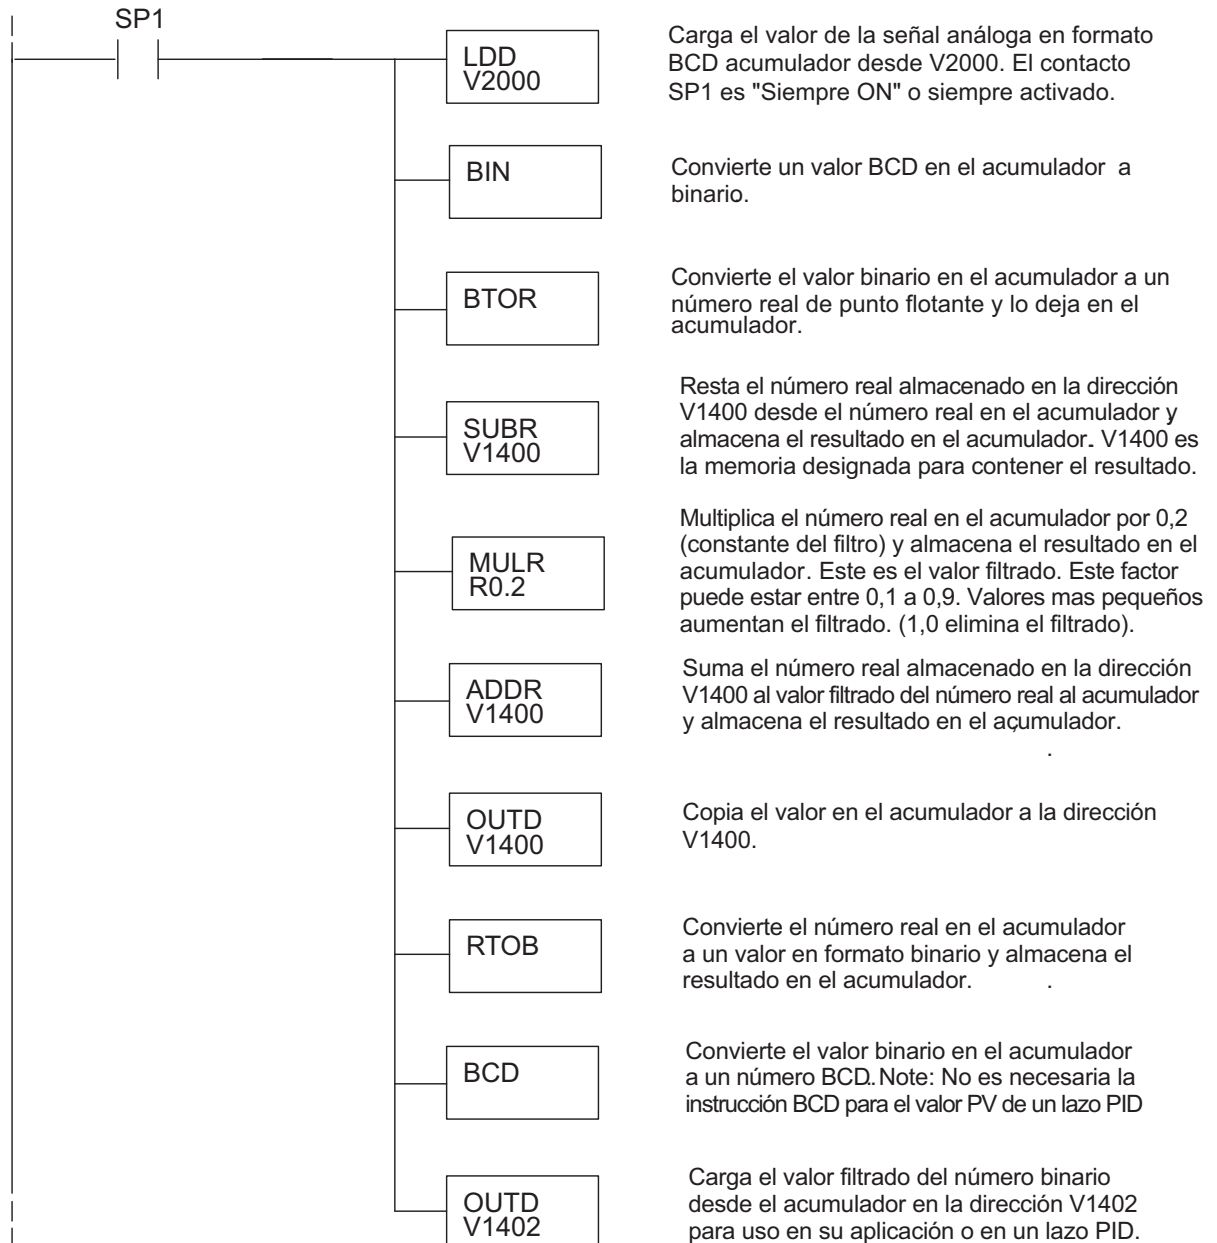 SP1
LDD
V2000
Carga el valor de la señal análoga en formato
BCD acumulador desde V2000. El contacto
SP1 es "Siempre ON" o siempre activado.
BIN
Convierte un valor BCD en el acumulador a
binario.
BTOR
Convierte el valor binario en el acumulador a un
número real de punto flotante y lo deja en el
acumulador.
SUBR
V1400
Resta el número real almacenado en la dirección
V1400 desde el número real en el acumulador y
almacena el resultado en el acumulador. V1400 es
la memoria designada para contener el resultado.
MULR
R0.2
Multiplica el número real en el acumulador por 0,2
(constante del filtro) y almacena el resultado en el
acumulador. Este es el valor filtrado. Este factor
puede estar entre 0,1 a 0,9. Valores mas pequeños
aumentan el filtrado. (1,0 elimina el filtrado).
ADDR
V1400
Suma el número real almacenado en la dirección
V1400 al valor filtrado del número real al acumulador
y almacena el resultado en el açumulador.
.
OUTD
V1400
Copia el valor en el acumulador a la dirección
V1400.
RTOB
Convierte el número real en el acumulador
a un valor en formato binario y almacena el
resultado en el acumulador. .
BCD
Convierte el valor binario en el acumulador
a un número BCD..Note: No es necesaria la
instrucción BCD para el valor PV de un lazo PID
OUTD
V1402
Carga el valor filtrado del número binario
desde el acumulador en la dirección V1402
para uso en su aplicación o en un lazo PID.